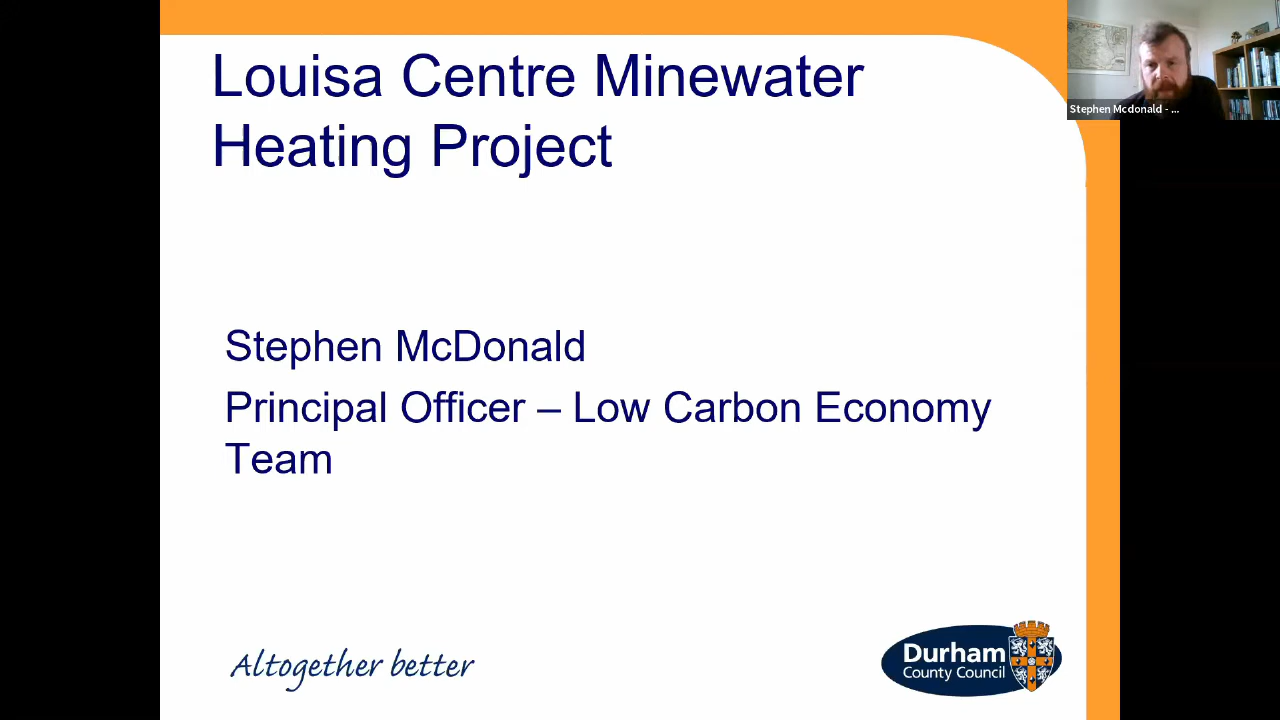 Louisa Centre Minewater
Heating Project
Stephen Mcdonald - ...
Stephen McDonald
Principal Officer – Low Carbon Economy
Team
Altogether better
Durham
County Council